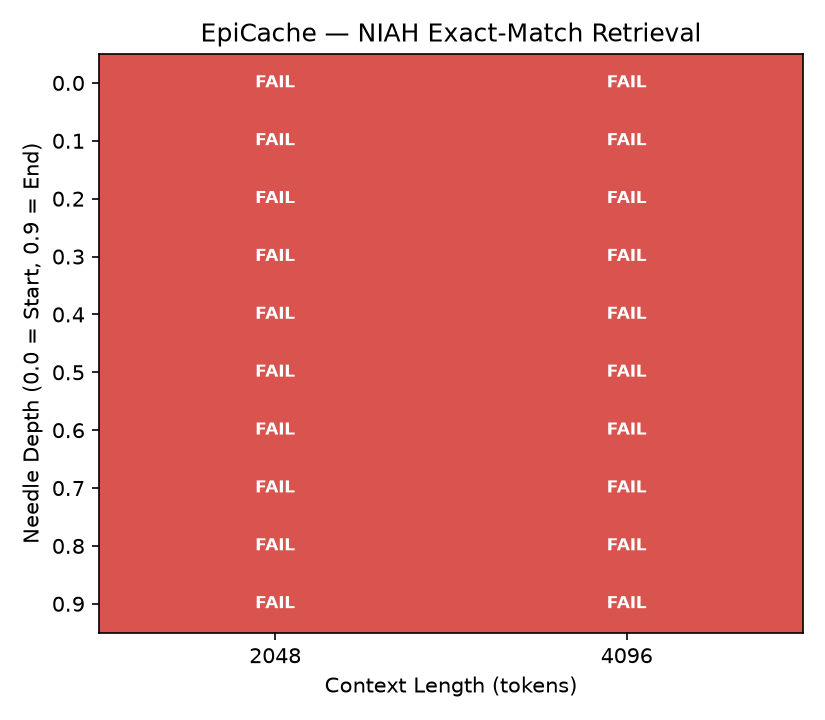 EpiCache — NIAH Exact-Match Retrieval
Needle Depth (0.0 = Start, 0.9 = End)
0.0 FAIL FAIL
0.1 FAIL FAIL
0.2 FAIL FAIL
0.3 FAIL FAIL
0.4 FAIL FAIL
0.5 FAIL FAIL
0.6 FAIL FAIL
0.7 FAIL FAIL
0.8 FAIL FAIL
0.9 FAIL FAIL
2048 4096
Context Length (tokens)